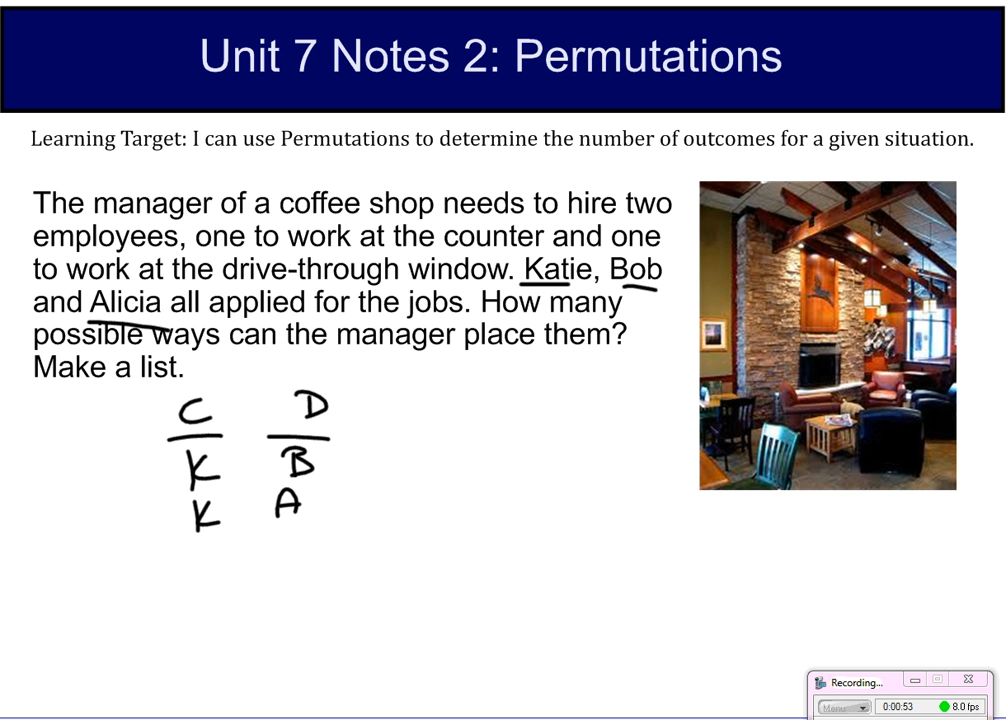 Unit 7 Notes 2: Permutations
Learning Target: I can use Permutations to determine the number of outcomes for a given situation.
The manager of a coffee shop needs to hire two
employees, one to work at the counter and one
to work at the drive-through window. Katie, Bob
and Alicia all applied for the jobs. How many
possible ways can the manager place them?
Make a list.
C D
K B
K A
Recording...
Menu 0:00:53 8.0 fps